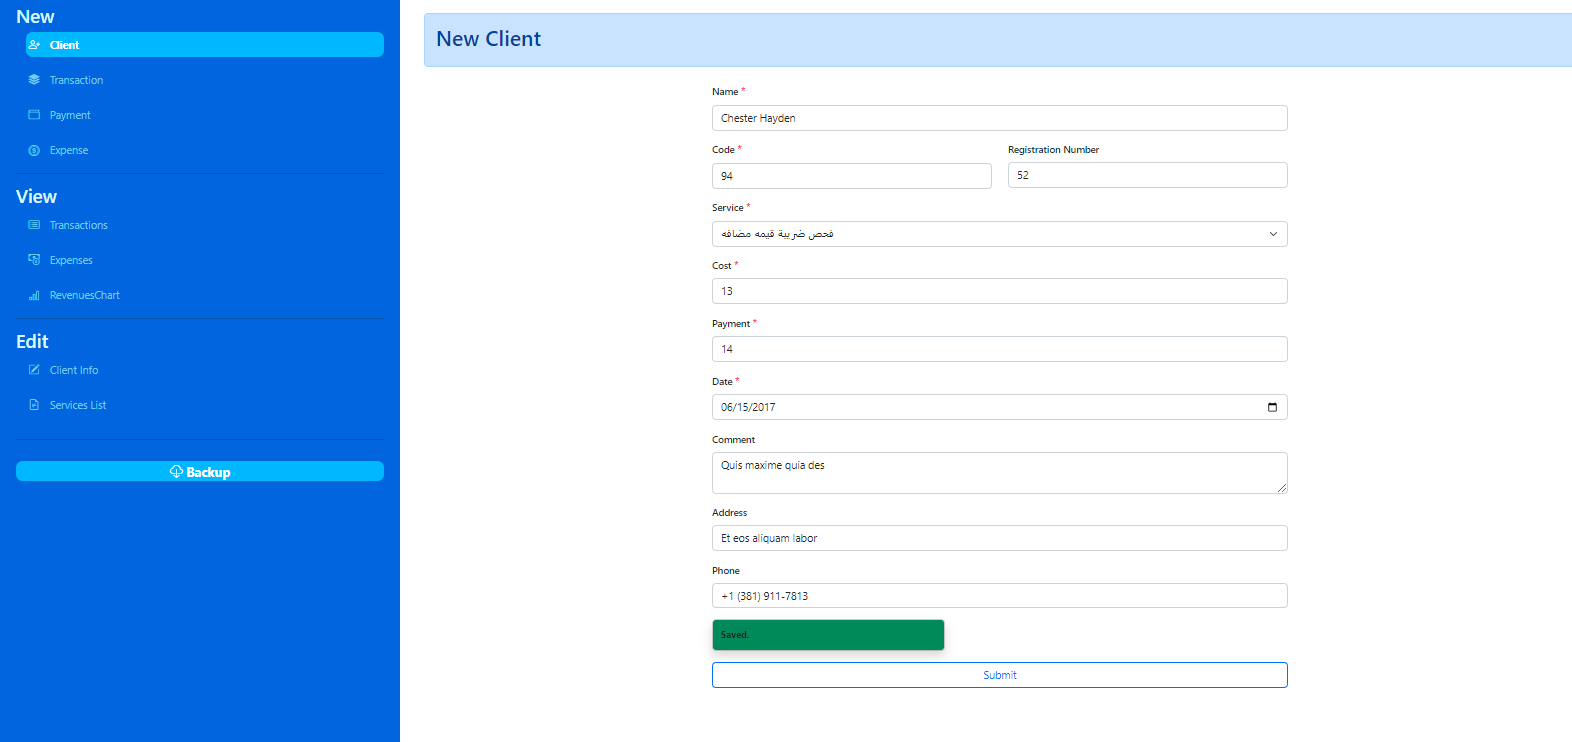 New
Client
Transaction
Payment
Expense
View
Transactions
Expenses
RevenuesChart
Edit
Client Info
Services List
Backup
New Client
Name *
Chester Hayden
Code *
Registration Number
94
52
Service *
فحص ضريبة قيمه مضافه
Cost *
13
Payment *
14
Date *
06/15/2017
Comment
Quis maxime quia des
Address
Et eos aliquam labor
Phone
+1 (381) 911-7813
Saved.
Submit